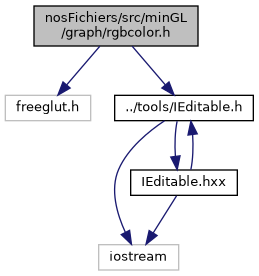 nosFichiers/src/minGL
/graph/rgbcolor.h
freeglut.h
../tools/IEditable.h
IEditable.hxx
iostream